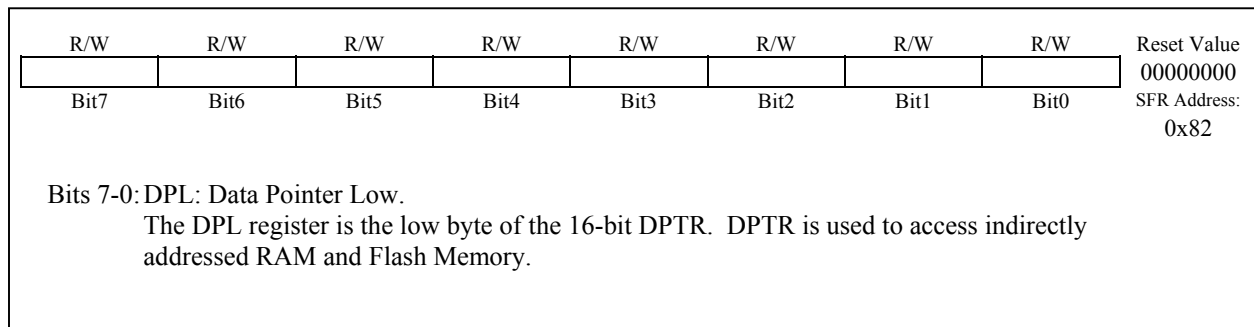 R/W R/W R/W R/W R/W R/W R/W R/W Reset Value
00000000
Bit7 Bit6 Bit5 Bit4 Bit3 Bit2 Bit1 Bit0 SFR Address:
0x82
Bits 7-0: DPL: Data Pointer Low.
The DPL register is the low byte of the 16-bit DPTR. DPTR is used to access indirectly
addressed RAM and Flash Memory.